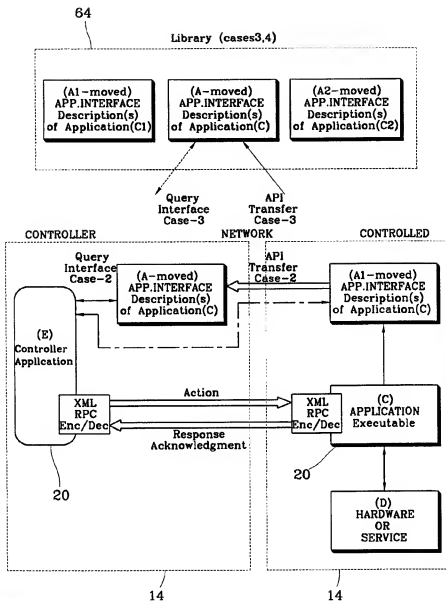 64
Library (cases3,4)
(A1-moved)
APP.INTERFACE
Description(s)
of Application(C1)
(A-moved)
APP.INTERFACE
Description(s)
of Application(C)
(A2-moved)
APP.INTERFACE
Description(s)
of Application(C2)
Query
Interface
Case-3
API
Transfer
Case-3
CONTROLLER
NETWORK
CONTROLLED
Query
Interface
Case-2
(A-moved)
APP.INTERFACE
Description(s)
of Application(C)
API
Transfer
Case-2
(A1-moved)
APP.INTERFACE
Description(s)
of Application(C)
(E)
Controller
Application
XML
RPC
Enc/Dec
Action
Response
Acknowledgment
XML
RPC
Enc/Dec
(C)
APPLICATION
Executable
20
20
(D)
HARDWARE
OR
SERVICE
14
14